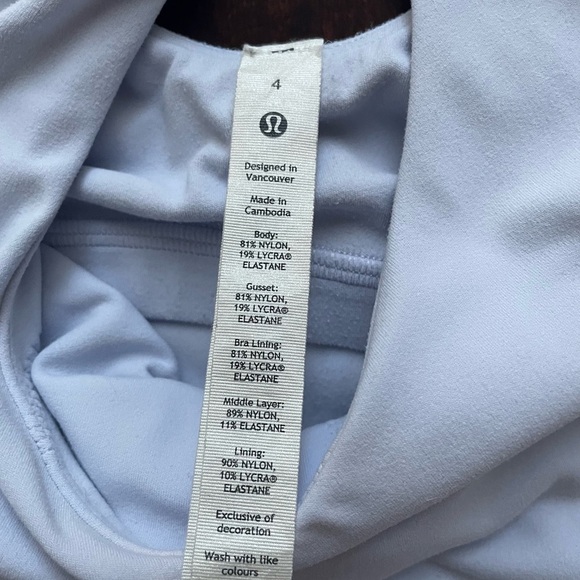 4
Designed in
Vancouver
Made in
Cambodia
Body:
81% NYLON,
19% LYCRA®
ELASTANE
Gusset:
81% NYLON,
19% LYCRA®
ELASTANE
Bra Lining:
81% NYLON,
19% LYCRA®
ELASTANE
Middle Layer:
89% NYLON,
11% ELASTANE
Lining:
90% NYLON,
10% LYCRA®
ELASTANE
Exclusive of
decoration
Wash with like
colours